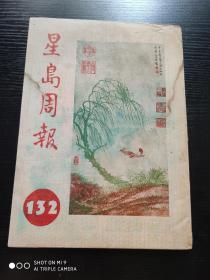 星島周報
132
SHOT ON MI 9
AI TRIPLE CAMERA